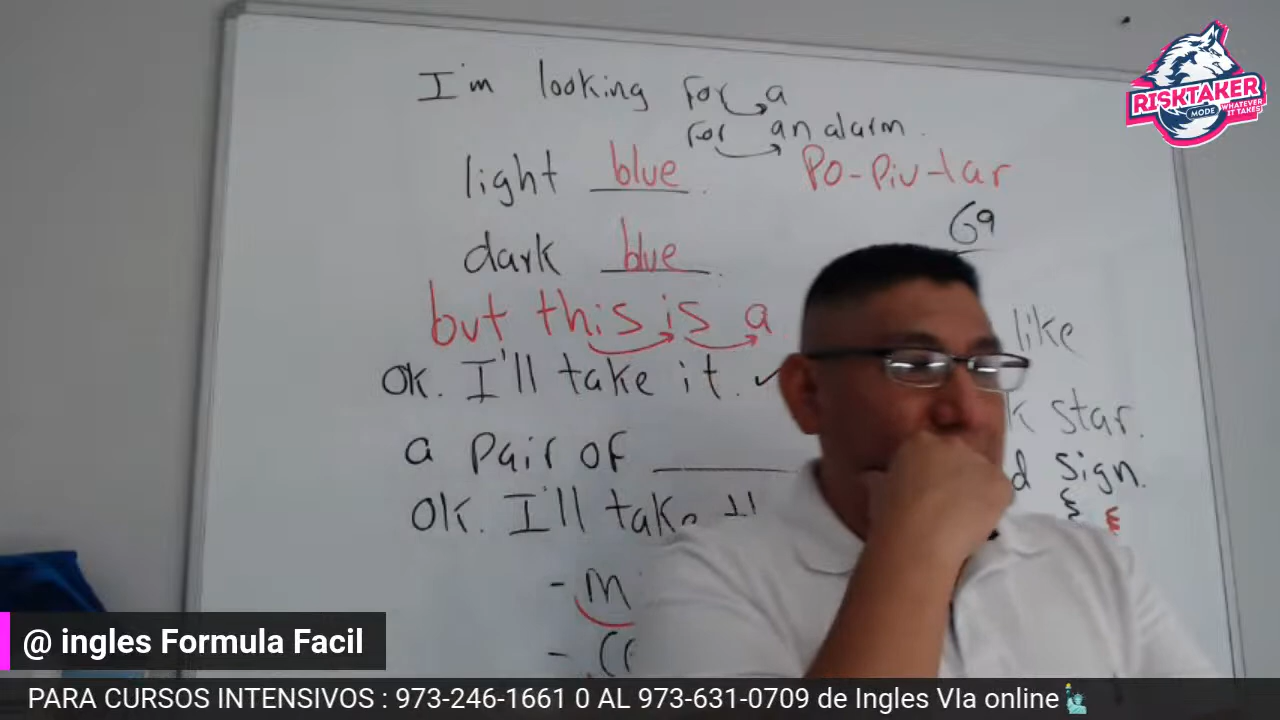 I'm looking for a
for an alarm.
light blue.
Po-Piu-lar
69
dark blue.
but this is a
like
OK. I'll take it. ✓
star.
a pair of
sign.
OK. I'll take
RISKTAKER
MODE
WHATEVER
IT TAKES
@ ingles Formula Facil
PARA CURSOS INTENSIVOS : 973-246-1661 0 AL 973-631-0709 de Ingles VIa online